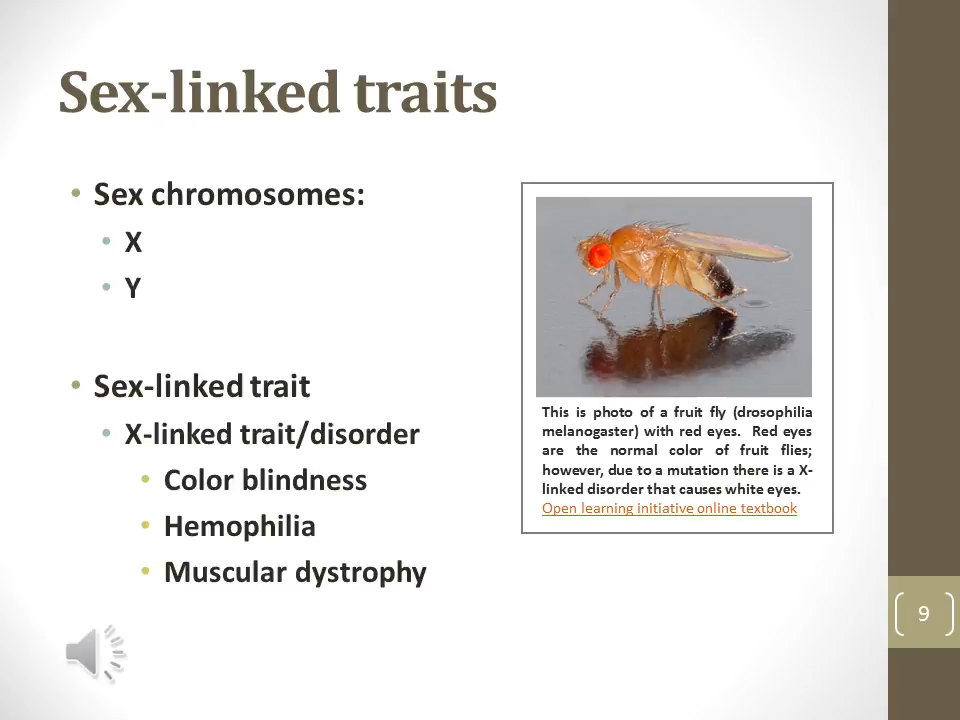 Sex-linked traits
• Sex chromosomes:
• X
• Y
• Sex-linked trait
• X-linked trait/disorder
• Color blindness
• Hemophilia
• Muscular dystrophy
This is photo of a fruit fly (drosophilia
melanogaster) with red eyes. Red eyes
are the normal color of fruit flies;
however, due to a mutation there is a X-
linked disorder that causes white eyes.
Open learning initiative online textbook
9